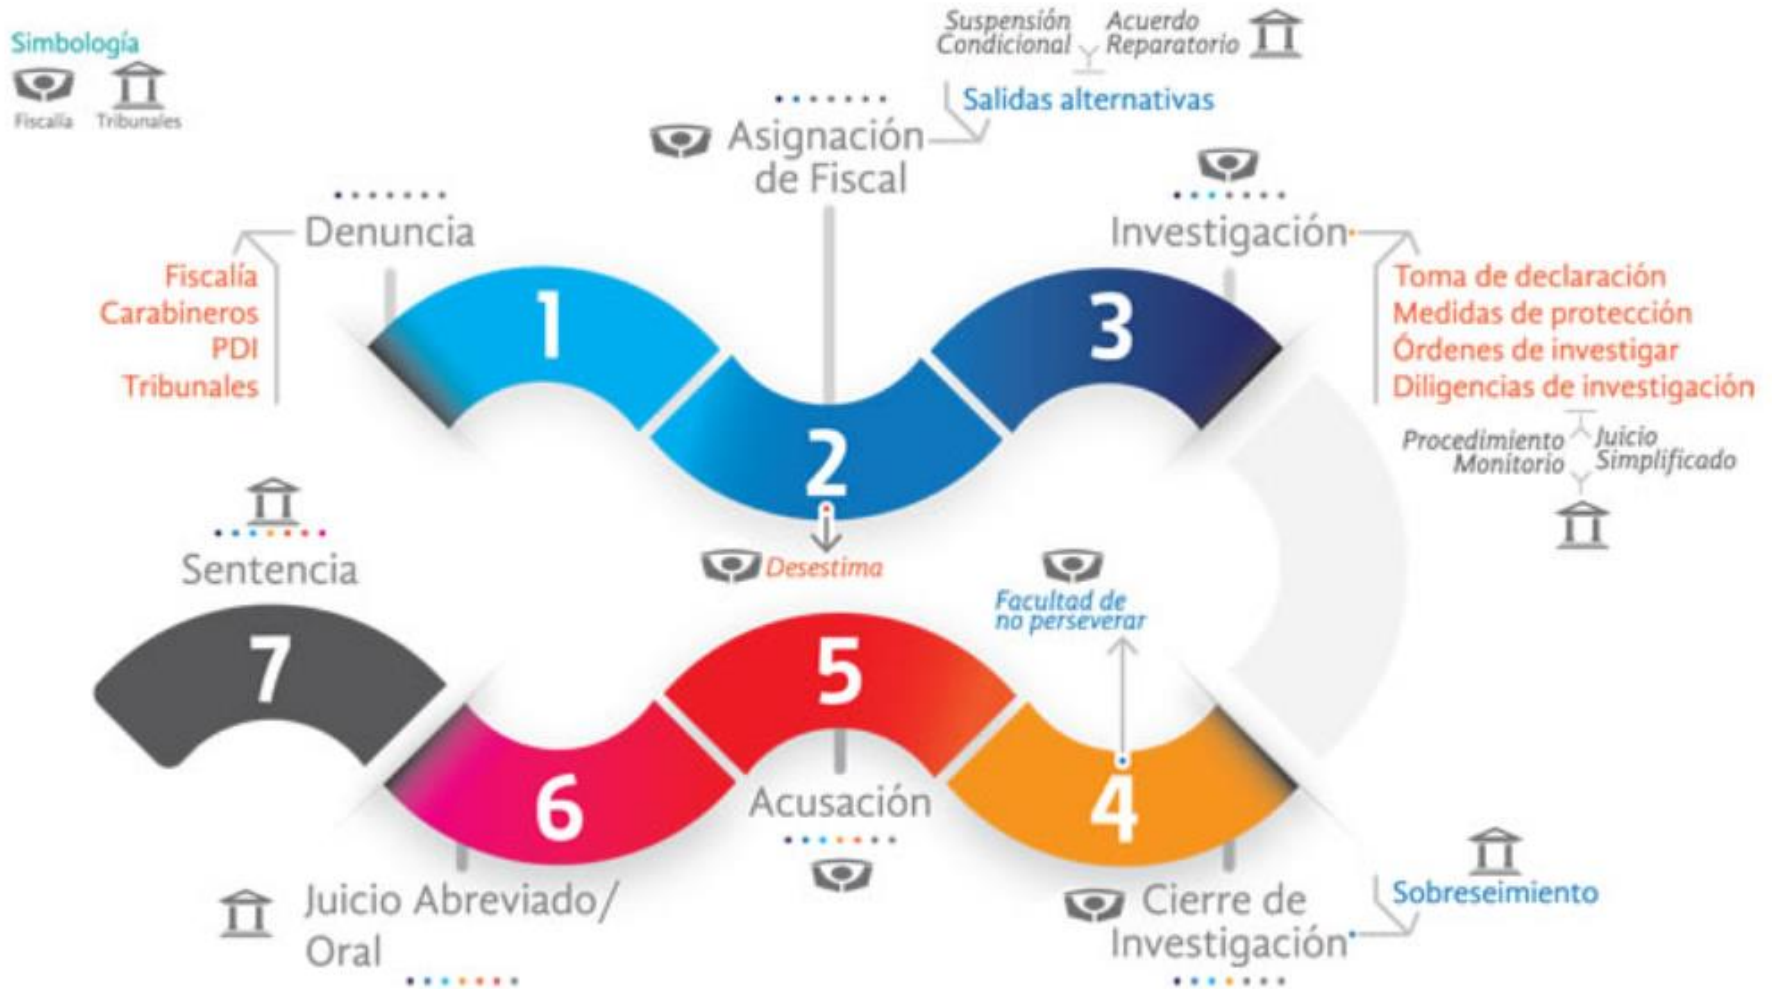 Simbología
Fiscalía
Tribunales
Suspensión
Condicional
Acuerdo
Reparatorio
Salidas alternativas
Asignación
de Fiscal
Denuncia
Fiscalía
Carabineros
PDI
Tribunales
Investigación
Toma de declaración
Medidas de protección
Órdenes de investigar
Diligencias de investigación
Procedimiento
Monitorio
Juicio
Simplificado
1
2
3
Desestima
Sentencia
7
6
5
4
Facultad de
no perseverar
Acusación
Juicio Abreviado/
Oral
Cierre de
Investigación
Sobreseimiento